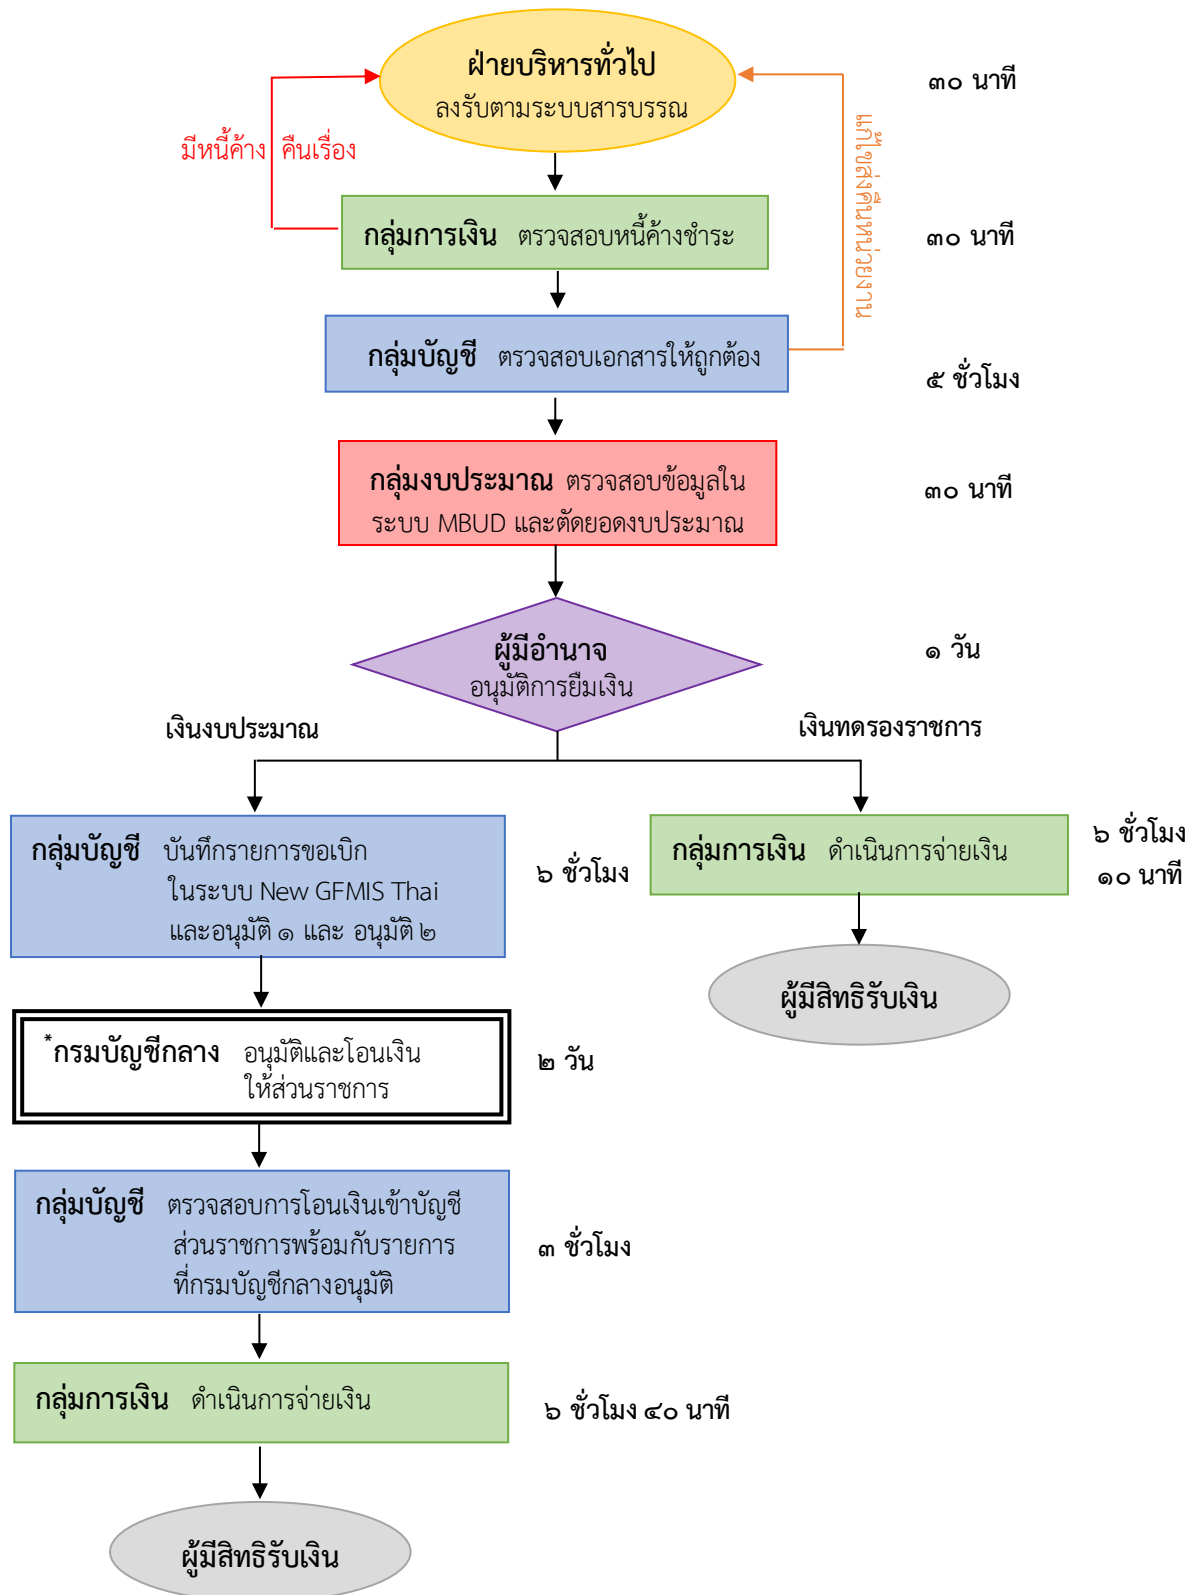 ฝ่ายบริหารทั่วไป
ลงรับตามระบบสารบรรณ
๓๐ นาที
มีหนี้ค้าง คืนเรื่อง
แก้ไขส่งคืนหน่วยงาน
กลุ่มการเงิน ตรวจสอบหนี้ค้างชำระ
๓๐ นาที
กลุ่มบัญชี ตรวจสอบเอกสารให้ถูกต้อง
๕ ชั่วโมง
กลุ่มงบประมาณ ตรวจสอบข้อมูลใน
ระบบ MBUD และตัดยอดงบประมาณ
๓๐ นาที
ผู้มีอำนาจ
อนุมัติการยืมเงิน
๑ วัน
เงินงบประมาณ
เงินทดรองราชการ
กลุ่มบัญชี บันทึกรายการขอเบิก
ในระบบ New GFMIS Thai
และอนุมัติ ๑ และ อนุมัติ ๒
๖ ชั่วโมง
กลุ่มการเงิน ดำเนินการจ่ายเงิน
๖ ชั่วโมง
๑๐ นาที
ผู้มีสิทธิรับเงิน
*กรมบัญชีกลาง อนุมัติและโอนเงิน
ให้ส่วนราชการ
๒ วัน
กลุ่มบัญชี ตรวจสอบการโอนเงินเข้าบัญชี
ส่วนราชการพร้อมกับรายการ
ที่กรมบัญชีกลางอนุมัติ
๓ ชั่วโมง
กลุ่มการเงิน ดำเนินการจ่ายเงิน
๖ ชั่วโมง ๔๐ นาที
ผู้มีสิทธิรับเงิน